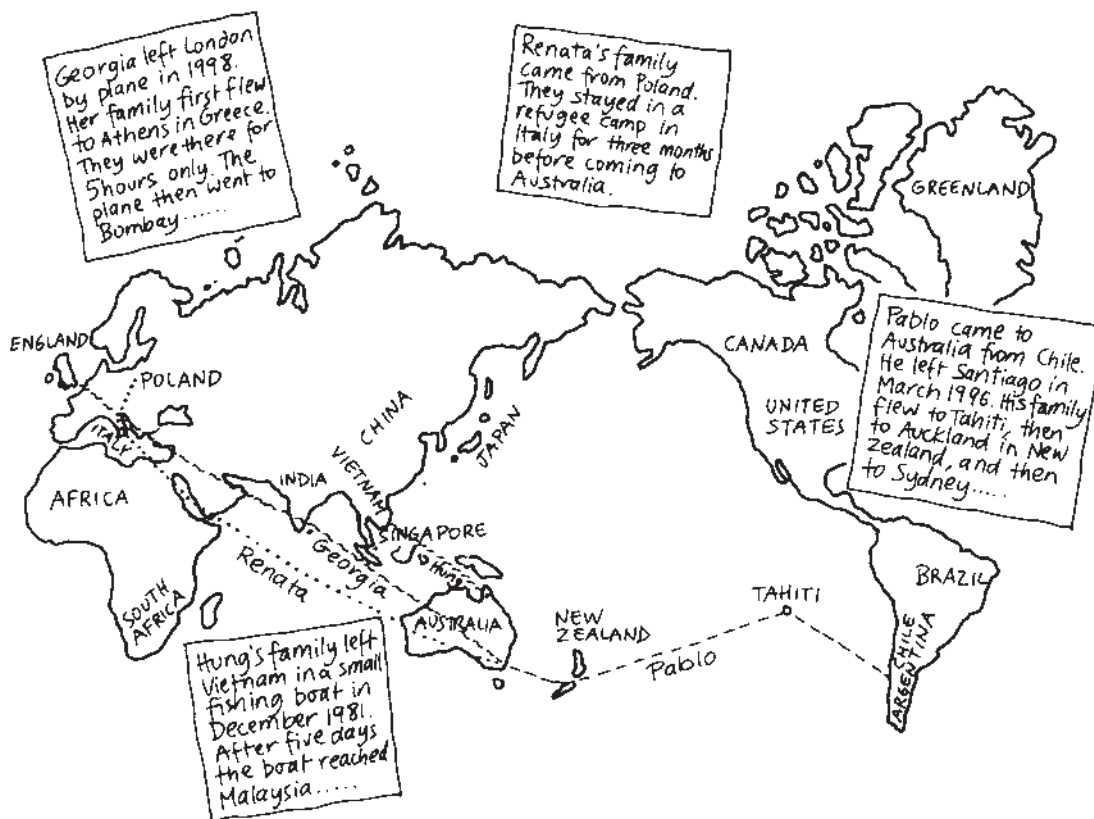 Georgia left London
by plane in 1998.
Her family first flew
to Athens in Greece.
They were there for
5 hours only. The
plane then went to
Bombay......
Renata's family
came from Poland.
They stayed in a
refugee camp in
Italy for three months
before coming to
Australia.
GREENLAND
Pablo came to
Australia from Chile.
He left Santiago in
March 1996. His family
flew to Tahiti, then
to Auckland in New
Zealand, and then
to Sydney.....
ENGLAND
POLAND
ITALY
AFRICA
SOUTH
AFRICA
INDIA
CHINA
VIETNAM
JAPAN
SINGAPORE
Hung
Georgia
Renata
AUSTRALIA
NEW
ZEALAND
TAHITI
Pablo
CANADA
UNITED
STATES
BRAZIL
CHILE
ARGENTINA
Hung's family left
Vietnam in a small
fishing boat in
December 1981.
After five days
the boat reached
Malaysia.....